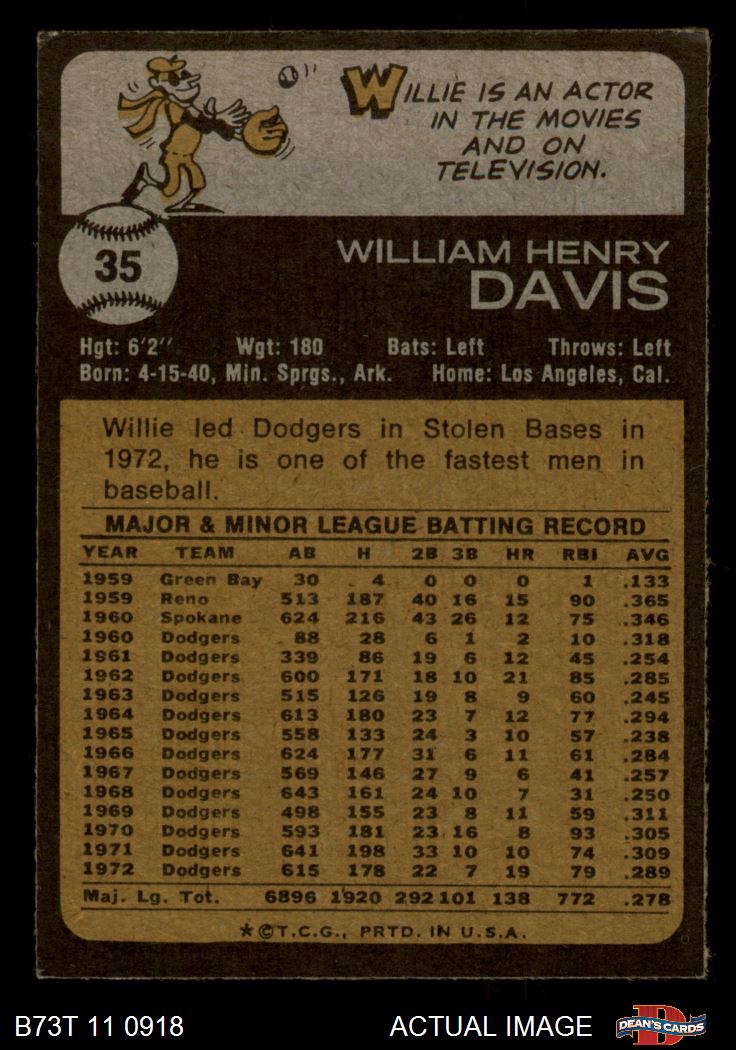 WILLIE IS AN ACTOR
IN THE MOVIES
AND ON
TELEVISION.
35
WILLIAM HENRY
DAVIS
Hgt: 6'2" Wgt: 180 Bats: Left Throws: Left
Born: 4-15-40, Min. Sprgs., Ark. Home: Los Angeles, Cal.
Willie led Dodgers in Stolen Bases in
1972, he is one of the fastest men in
baseball.
MAJOR & MINOR LEAGUE BATTING RECORD
YEAR TEAM AB H 2B 3B HR RBI AVG
1959 Green Bay 30 4 0 0 0 1 .133
1959 Reno 513 187 40 16 15 90 .365
1960 Spokane 624 216 43 26 12 75 .346
1960 Dodgers 88 28 6 1 2 10 .318
1961 Dodgers 339 86 19 6 12 45 .254
1962 Dodgers 600 171 18 10 21 85 .285
1963 Dodgers 515 126 19 8 9 60 .245
1964 Dodgers 613 180 23 7 12 77 .294
1965 Dodgers 558 133 24 3 10 57 .238
1966 Dodgers 624 177 31 6 11 61 .284
1967 Dodgers 569 146 27 9 6 41 .257
1968 Dodgers 643 161 24 10 7 31 .250
1969 Dodgers 498 155 23 8 11 59 .311
1970 Dodgers 593 181 23 16 8 93 .305
1971 Dodgers 641 198 33 10 10 74 .309
1972 Dodgers 615 178 22 7 19 79 .289
Maj. Lg. Tot. 6896 1920 292 101 138 772 .278
*©T.C.G., PRTD. IN U.S.A.
B73T 11 0918 ACTUAL IMAGE DEAN'S CARDS